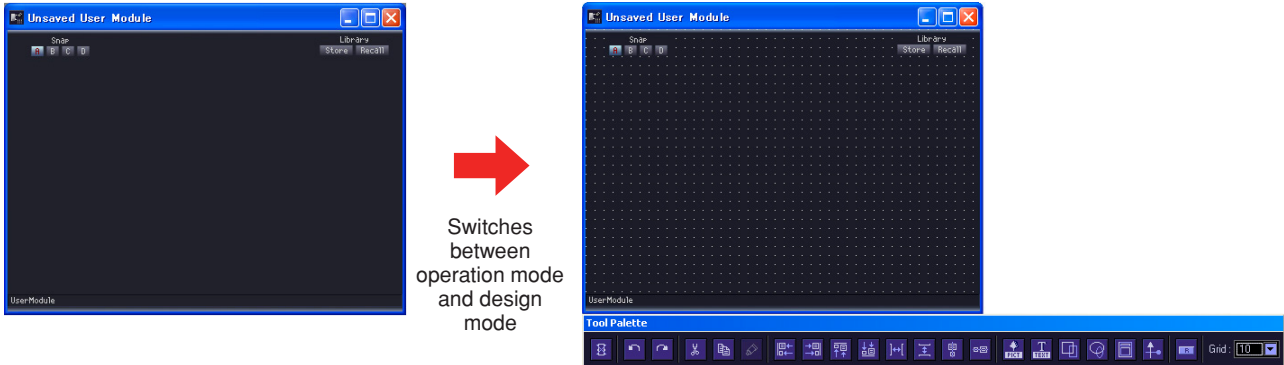 Unsaved User Module
Snap
A B C D
Library
Store Recall
UserModule
Switches
between
operation mode
and design
mode
Unsaved User Module
Snap
A B C D
Library
Store Recall
UserModule
Tool Palette
PICT TEXT R Grid: 10